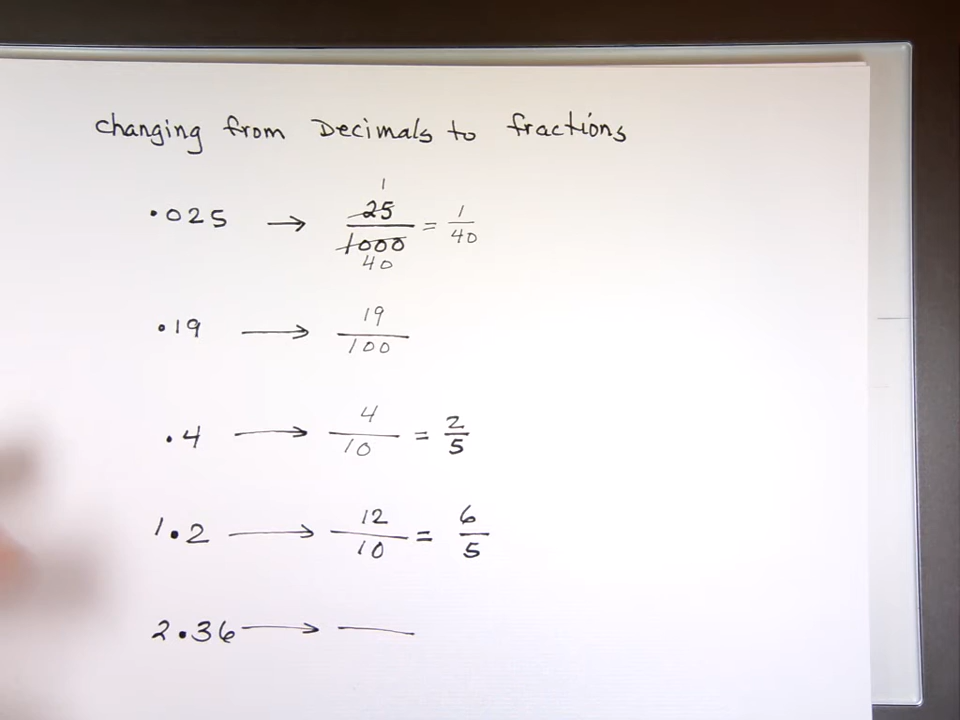 changing from Decimals to fractions
.025 → 25/1000 1 40 = 1/40
.19 → 19/100
.4 → 4/10 = 2/5
1.2 → 12/10 = 6/5
2.36 → —